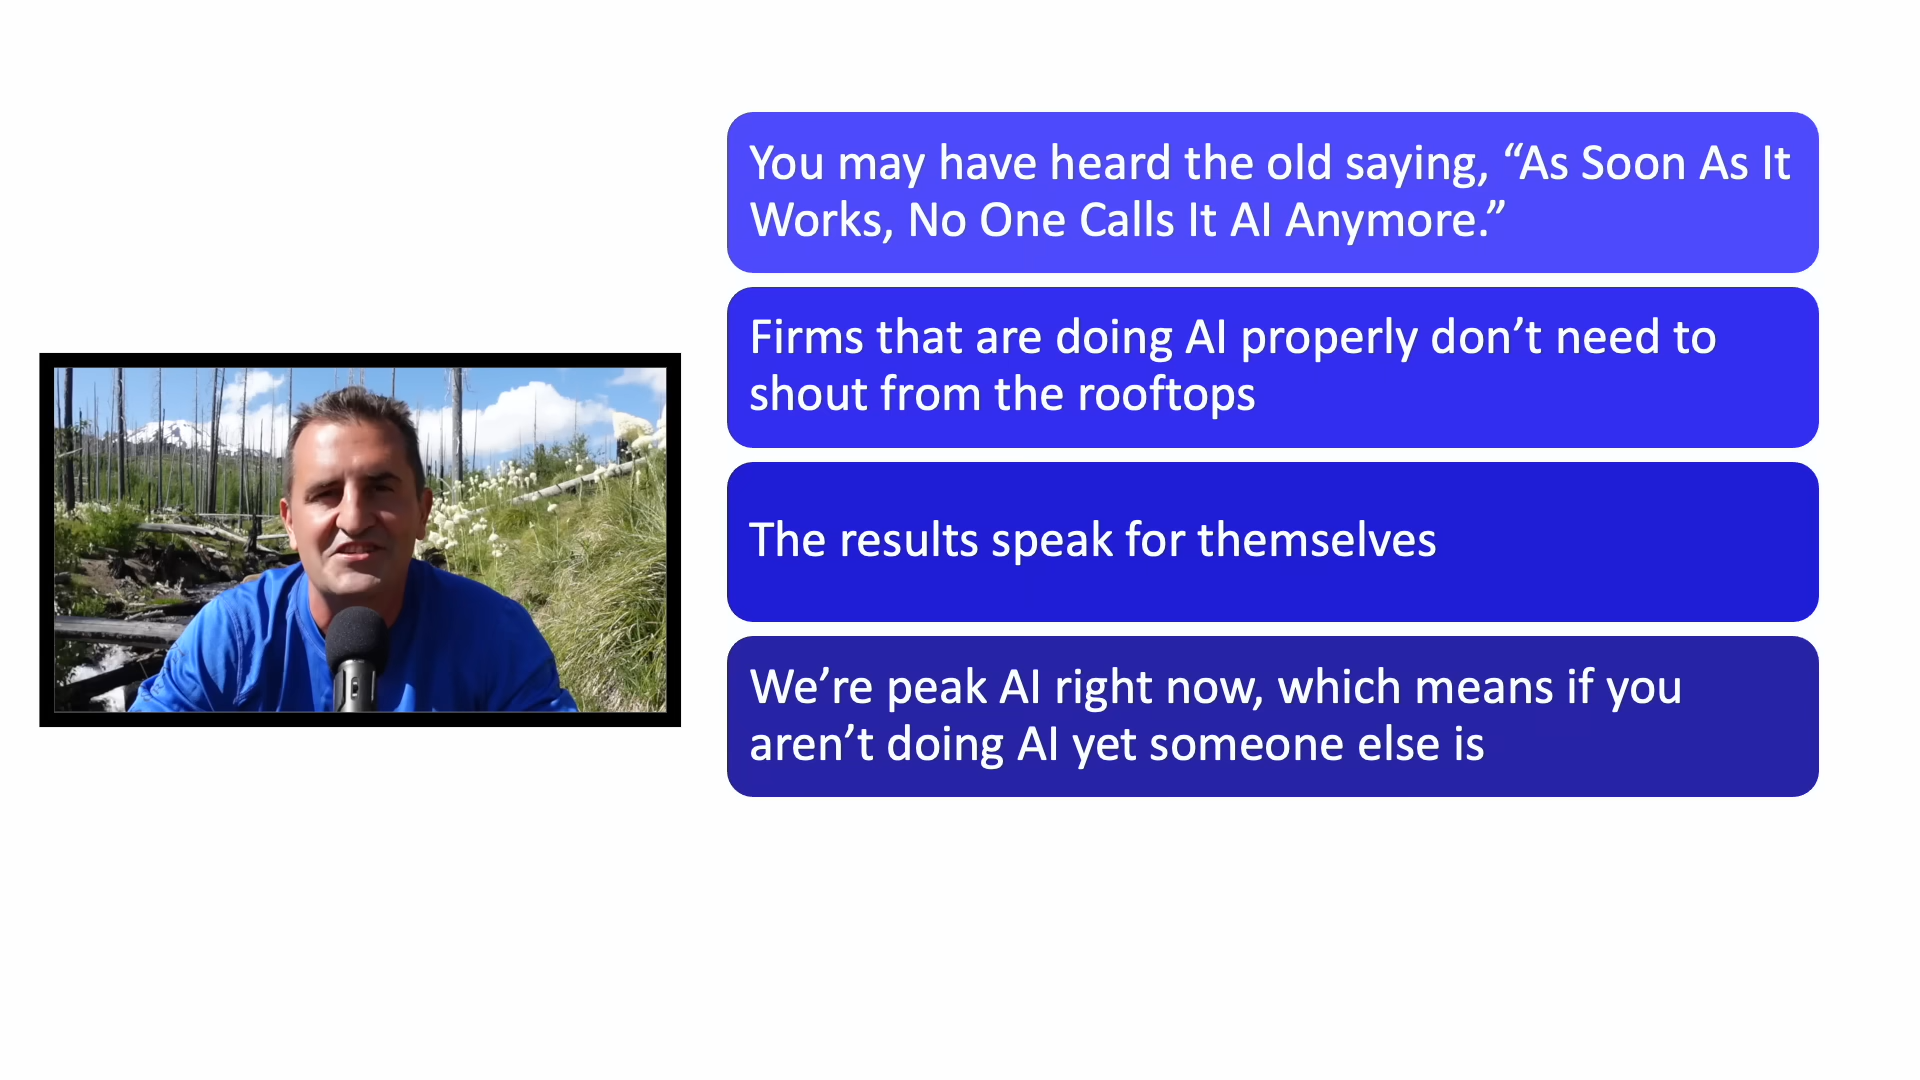 You may have heard the old saying, “As Soon As It
Works, No One Calls It AI Anymore.”
Firms that are doing AI properly don’t need to
shout from the rooftops
The results speak for themselves
We’re peak AI right now, which means if you
aren’t doing AI yet someone else is